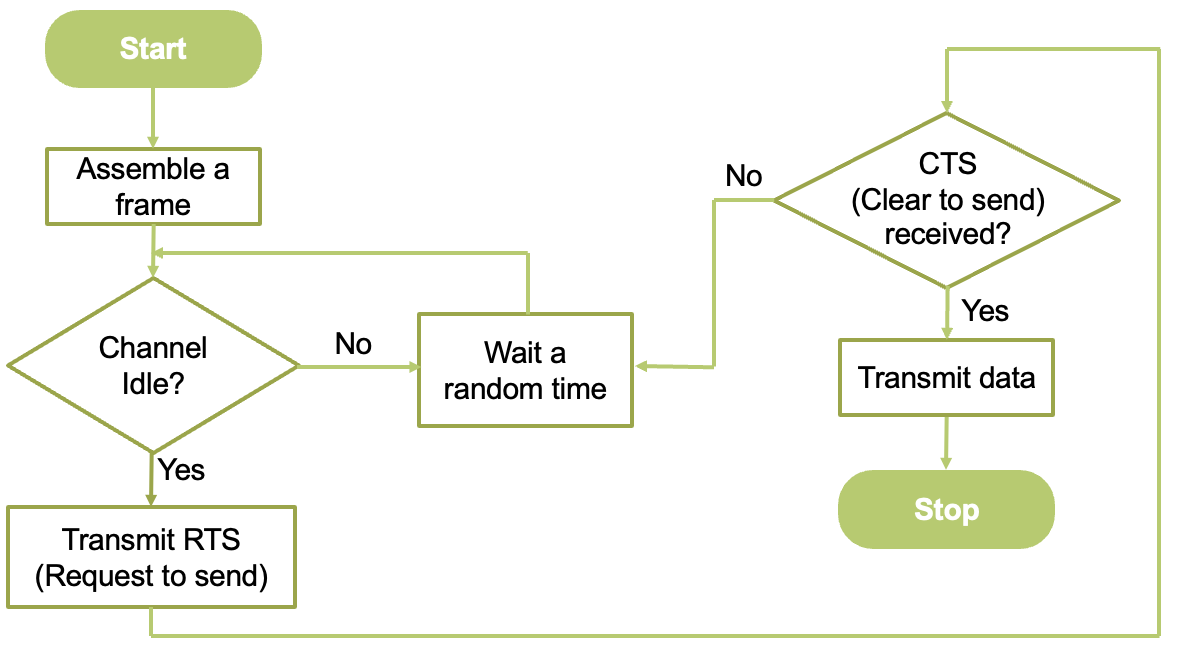 Start
Assemble a
frame
Channel
Idle?
No
Wait a
random time
Yes
Transmit RTS
(Request to send)
CTS
(Clear to send)
received?
No
Yes
Transmit data
Stop